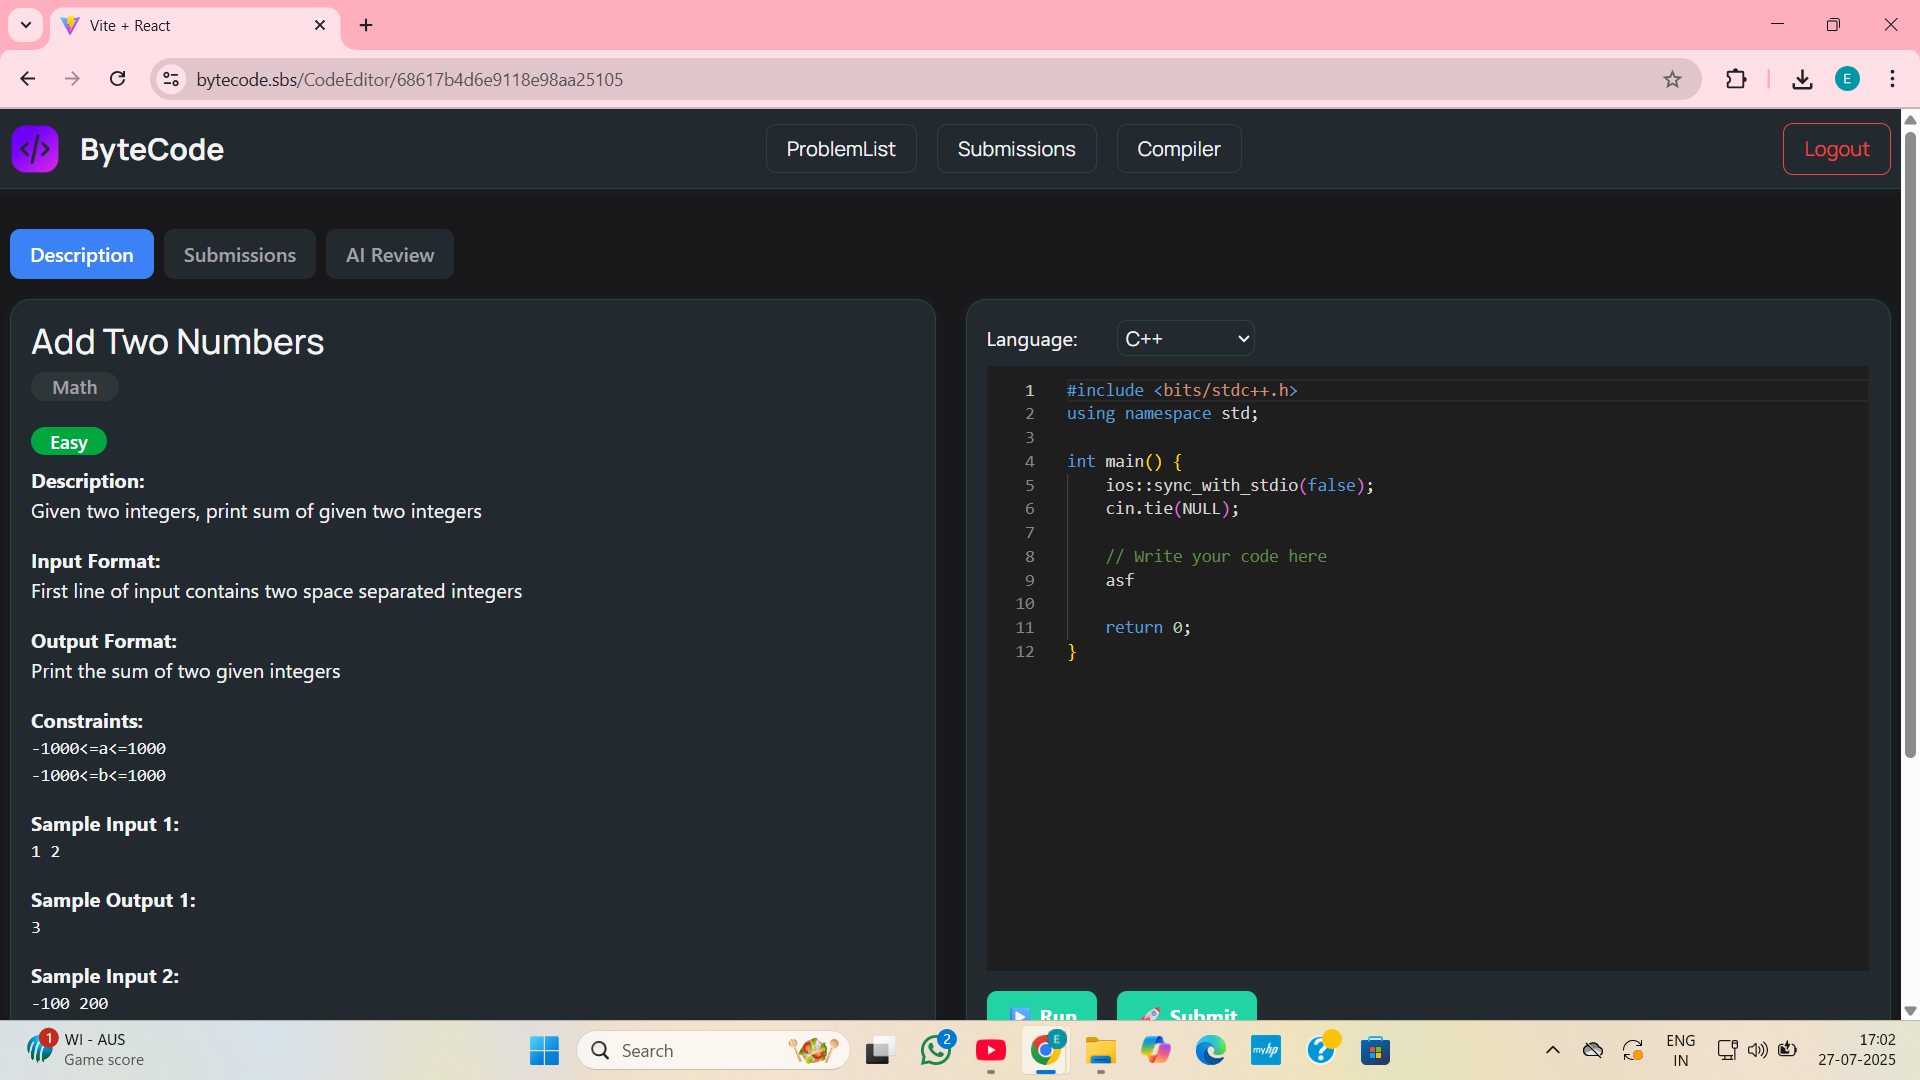 Vite + React
bytecode.sbs/CodeEditor/68617b4d6e9118e98aa25105
E
</> ByteCode
ProblemList
Submissions
Compiler
Logout
Description
Submissions
AI Review
Add Two Numbers
Math
Easy
Description:
Given two integers, print sum of given two integers
Input Format:
First line of input contains two space separated integers
Output Format:
Print the sum of two given integers
Constraints:
-1000<=a<=1000
-1000<=b<=1000
Sample Input 1:
1 2
Sample Output 1:
3
Sample Input 2:
-100 200
Language:
C++
1 #include <bits/stdc++.h>
2 using namespace std;
3
4 int main() {
5 ios::sync_with_stdio(false);
6 cin.tie(NULL);
7
8 // Write your code here
9 asf
10
11 return 0;
12 }
Run
Submit
1
WI - AUS
Game score
Search
2
E
myhp
ENG
IN
17:02
27-07-2025